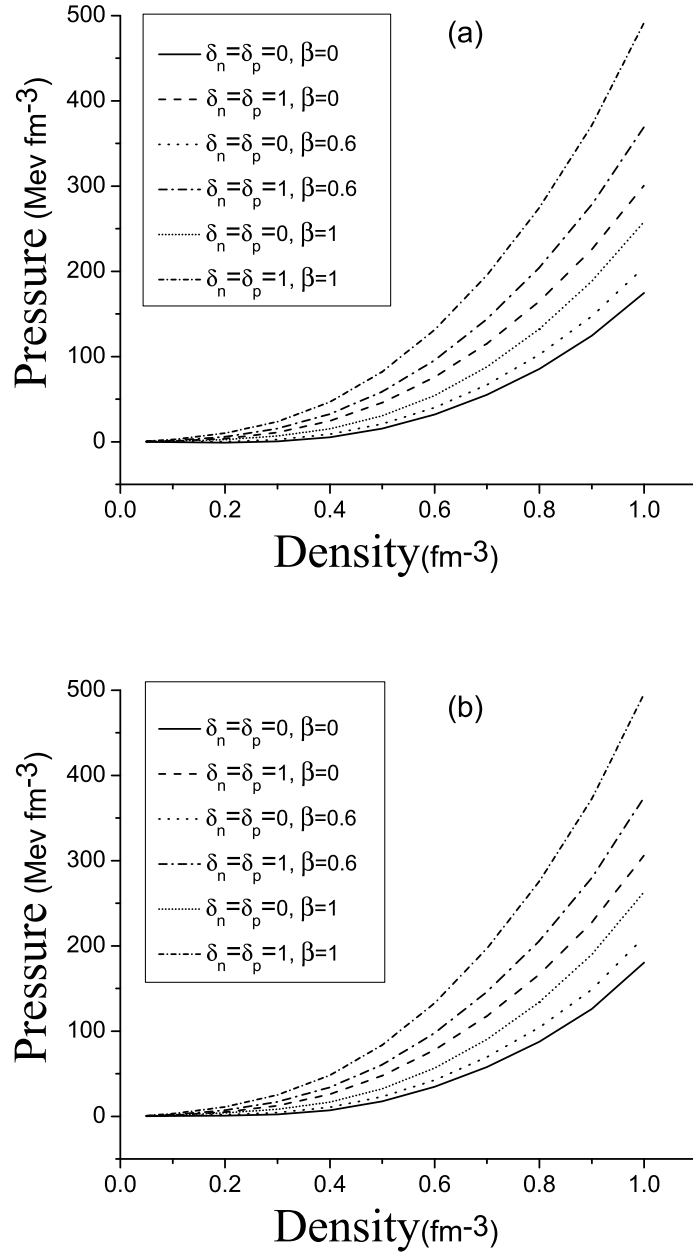 (a)
δn=δp=0, β=0
δn=δp=1, β=0
δn=δp=0, β=0.6
δn=δp=1, β=0.6
δn=δp=0, β=1
δn=δp=1, β=1
500
400
300
200
100
0
Pressure (Mev fm-3)
0.0 0.2 0.4 0.6 0.8 1.0
Density(fm-3)
(b)
δn=δp=0, β=0
δn=δp=1, β=0
δn=δp=0, β=0.6
δn=δp=1, β=0.6
δn=δp=0, β=1
δn=δp=1, β=1
500
400
300
200
100
0
Pressure (Mev fm-3)
0.0 0.2 0.4 0.6 0.8 1.0
Density(fm-3)